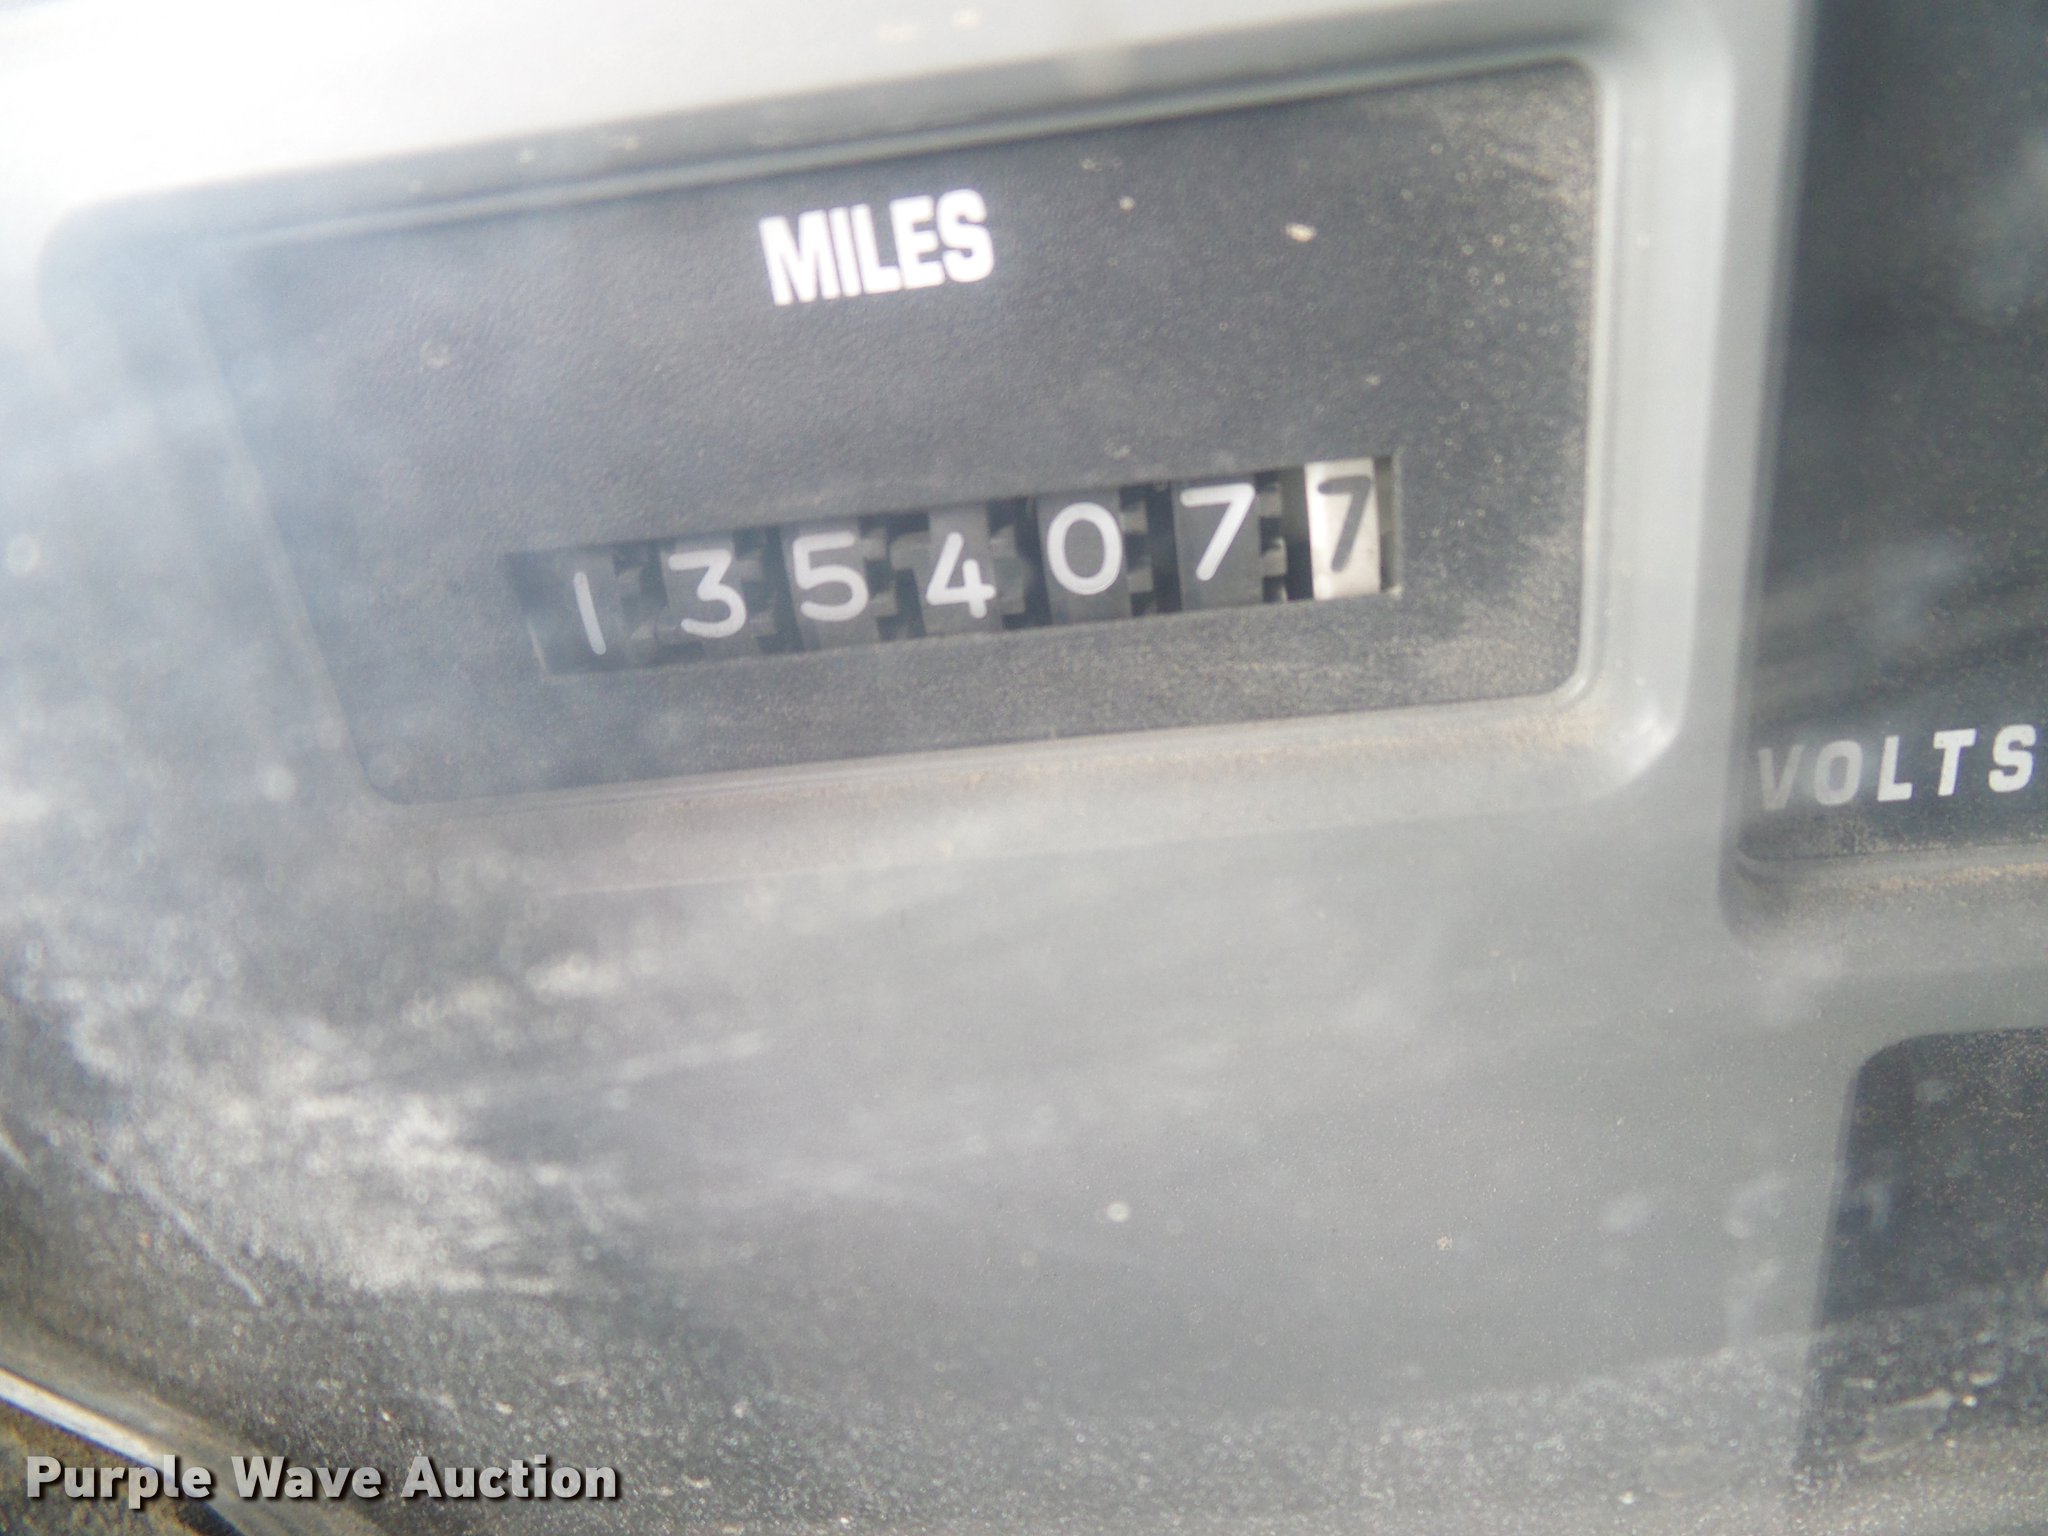 MILES
1354077
VOLTS
Purple Wave Auction